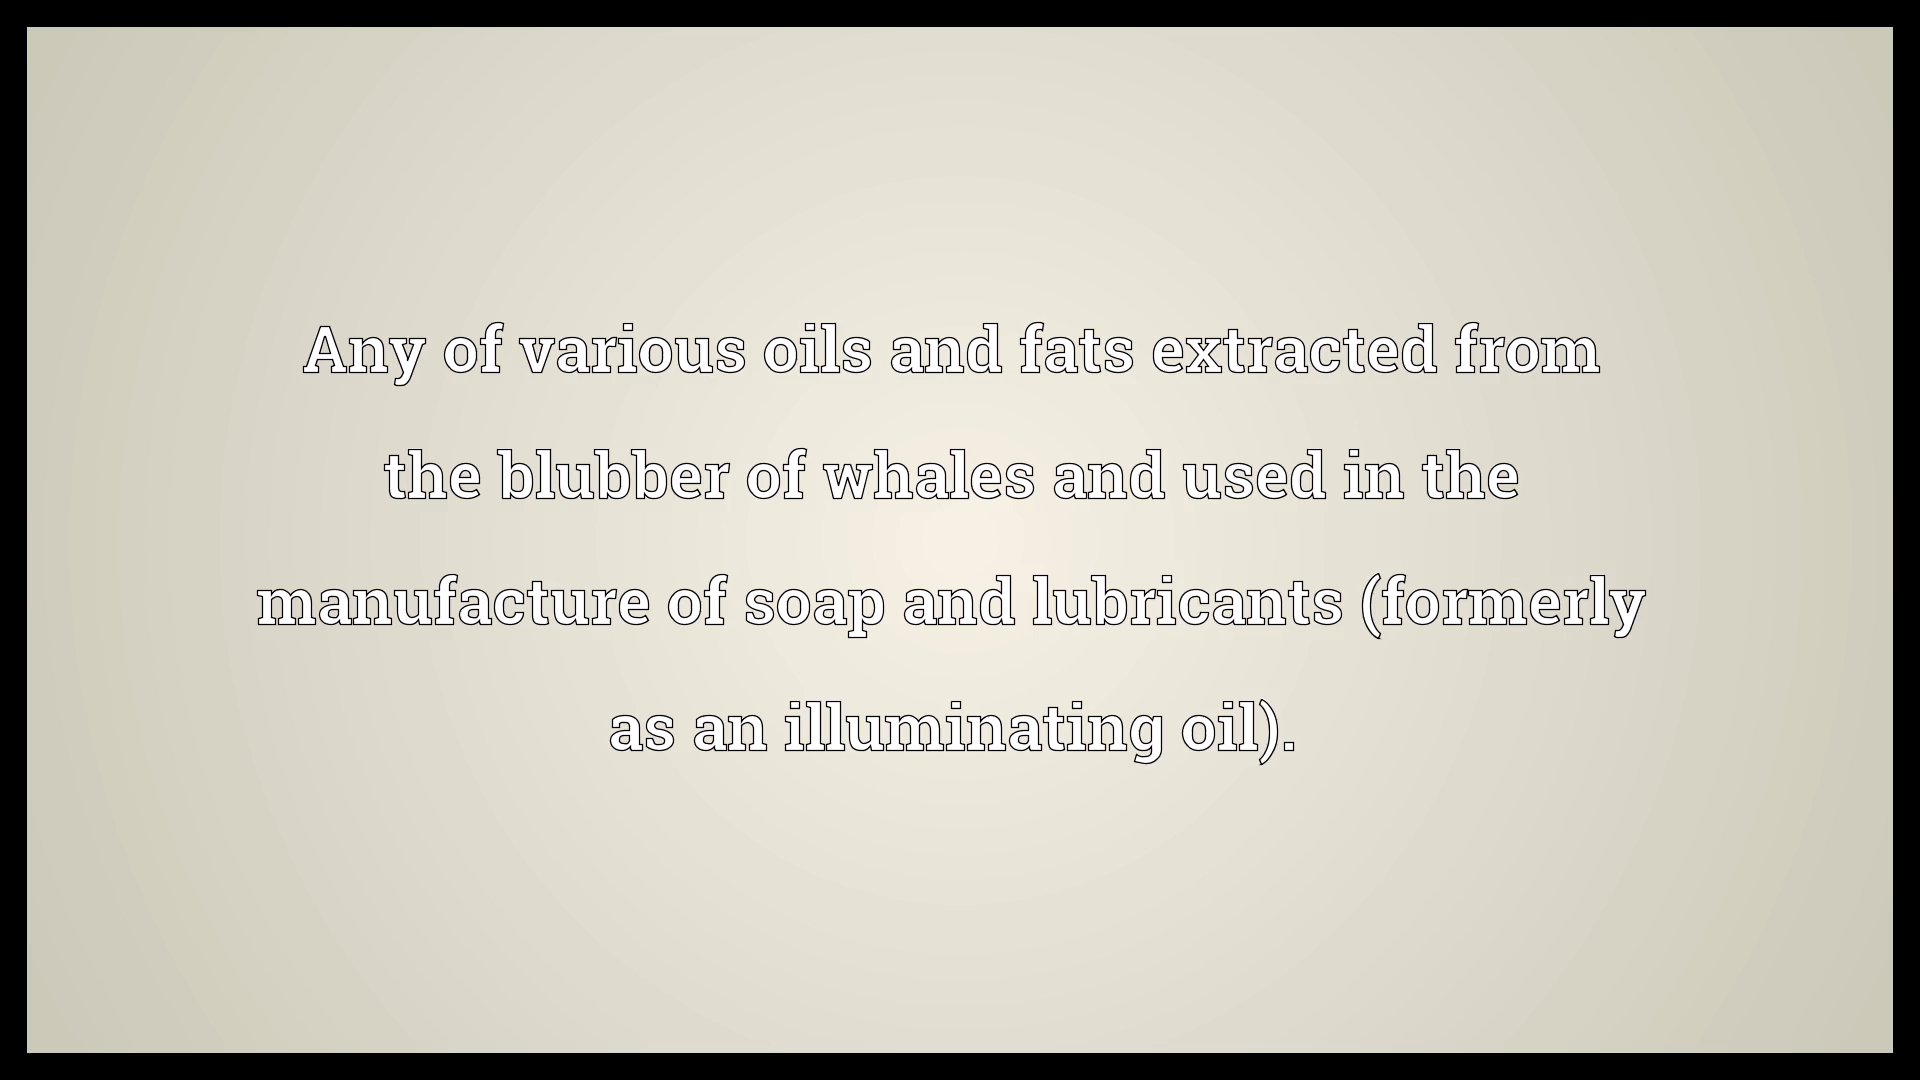 Any of various oils and fats extracted from
the blubber of whales and used in the
manufacture of soap and lubricants (formerly
as an illuminating oil).